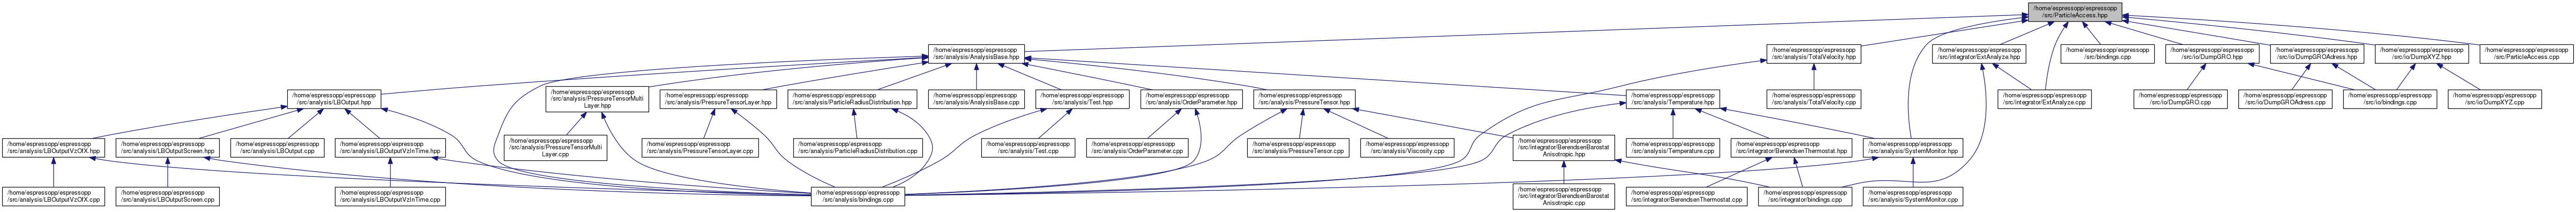 /home/espressopp/espressopp
/src/ParticleAccess.hpp
/home/espressopp/espressopp
/src/analysis/AnalysisBase.hpp
/home/espressopp/espressopp
/src/analysis/TotalVelocity.hpp
/home/espressopp/espressopp
/src/integrator/ExtAnalyze.hpp
/home/espressopp/espressopp
/src/bindings.cpp
/home/espressopp/espressopp
/src/io/DumpGRO.hpp
/home/espressopp/espressopp
/src/io/DumpGROAdress.hpp
/home/espressopp/espressopp
/src/io/DumpXYZ.hpp
/home/espressopp/espressopp
/src/ParticleAccess.cpp
/home/espressopp/espressopp
/src/analysis/LBOutput.hpp
/home/espressopp/espressopp
/src/analysis/PressureTensorMulti
Layer.hpp
/home/espressopp/espressopp
/src/analysis/PressureTensorLayer.hpp
/home/espressopp/espressopp
/src/analysis/ParticleRadiusDistribution.hpp
/home/espressopp/espressopp
/src/analysis/AnalysisBase.cpp
/home/espressopp/espressopp
/src/analysis/Test.hpp
/home/espressopp/espressopp
/src/analysis/OrderParameter.hpp
/home/espressopp/espressopp
/src/analysis/PressureTensor.hpp
/home/espressopp/espressopp
/src/analysis/Temperature.hpp
/home/espressopp/espressopp
/src/analysis/TotalVelocity.cpp
/home/espressopp/espressopp
/src/integrator/ExtAnalyze.cpp
/home/espressopp/espressopp
/src/io/DumpGRO.cpp
/home/espressopp/espressopp
/src/io/DumpGROAdress.cpp
/home/espressopp/espressopp
/src/io/bindings.cpp
/home/espressopp/espressopp
/src/io/DumpXYZ.cpp
/home/espressopp/espressopp
/src/analysis/LBOutputVzOfX.hpp
/home/espressopp/espressopp
/src/analysis/LBOutputScreen.hpp
/home/espressopp/espressopp
/src/analysis/LBOutput.cpp
/home/espressopp/espressopp
/src/analysis/LBOutputVzInTime.hpp
/home/espressopp/espressopp
/src/analysis/PressureTensorMulti
Layer.cpp
/home/espressopp/espressopp
/src/analysis/PressureTensorLayer.cpp
/home/espressopp/espressopp
/src/analysis/ParticleRadiusDistribution.cpp
/home/espressopp/espressopp
/src/analysis/Test.cpp
/home/espressopp/espressopp
/src/analysis/OrderParameter.cpp
/home/espressopp/espressopp
/src/analysis/PressureTensor.cpp
/home/espressopp/espressopp
/src/analysis/Viscosity.cpp
/home/espressopp/espressopp
/src/integrator/BerendsenBarostat
Anisotropic.hpp
/home/espressopp/espressopp
/src/analysis/Temperature.cpp
/home/espressopp/espressopp
/src/integrator/BerendsenThermostat.hpp
/home/espressopp/espressopp
/src/analysis/SystemMonitor.hpp
/home/espressopp/espressopp
/src/analysis/LBOutputVzOfX.cpp
/home/espressopp/espressopp
/src/analysis/LBOutputScreen.cpp
/home/espressopp/espressopp
/src/analysis/LBOutputVzInTime.cpp
/home/espressopp/espressopp
/src/analysis/bindings.cpp
/home/espressopp/espressopp
/src/integrator/BerendsenBarostat
Anisotropic.cpp
/home/espressopp/espressopp
/src/integrator/BerendsenThermostat.cpp
/home/espressopp/espressopp
/src/integrator/bindings.cpp
/home/espressopp/espressopp
/src/analysis/SystemMonitor.cpp